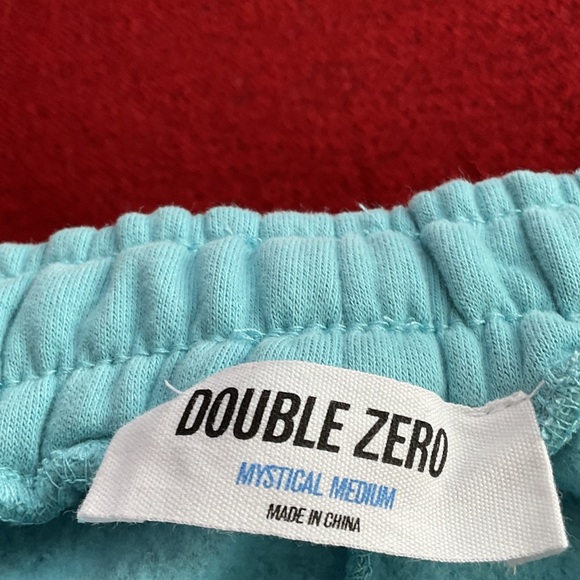 DOUBLE ZERO
MYSTICAL MEDIUM
MADE IN CHINA